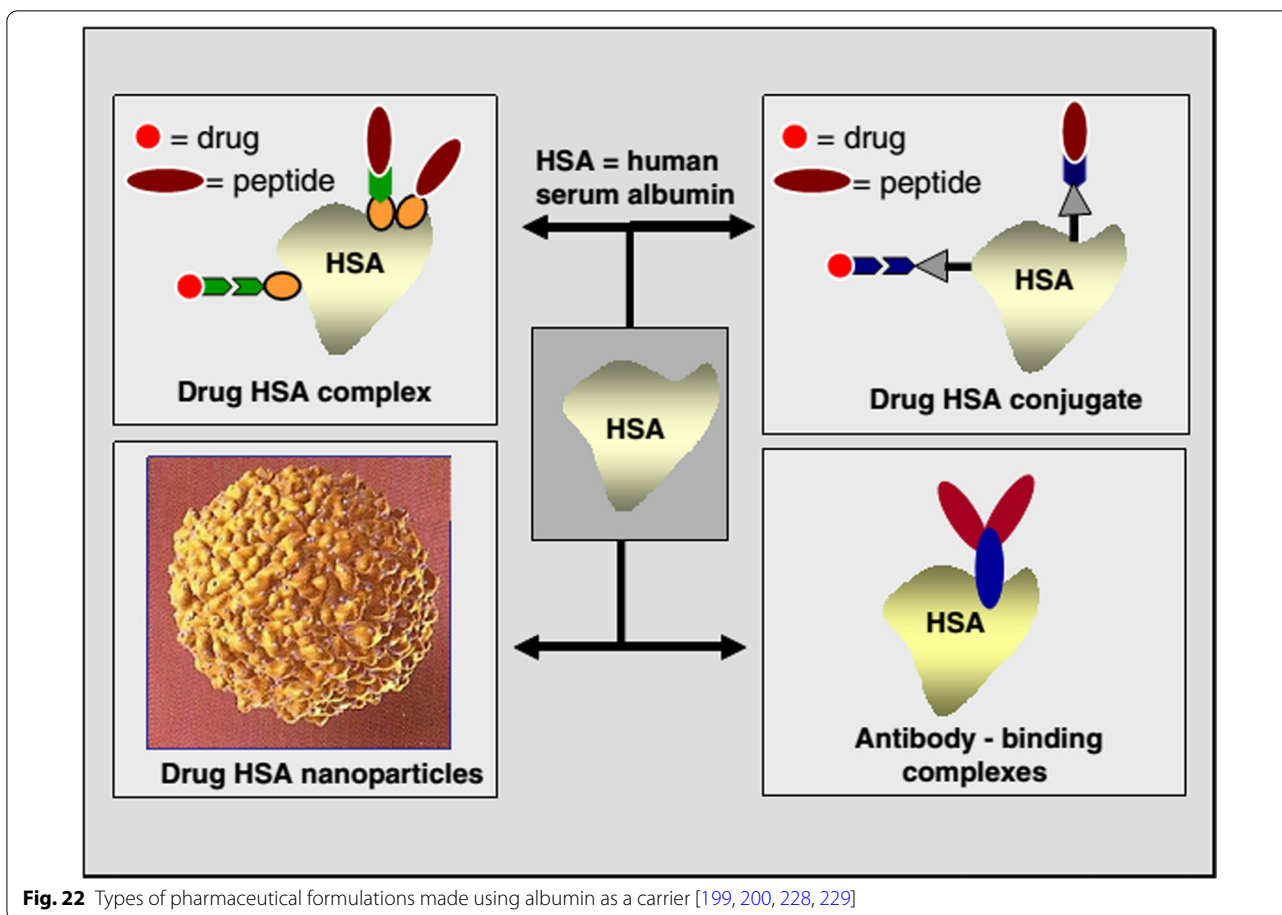 = drug
= peptide
HSA
Drug HSA complex
HSA = human
serum albumin
= drug
= peptide
HSA
Drug HSA conjugate
HSA
Drug HSA nanoparticles
HSA
Antibody - binding
complexes
Fig. 22 Types of pharmaceutical formulations made using albumin as a carrier [199, 200, 228, 229]